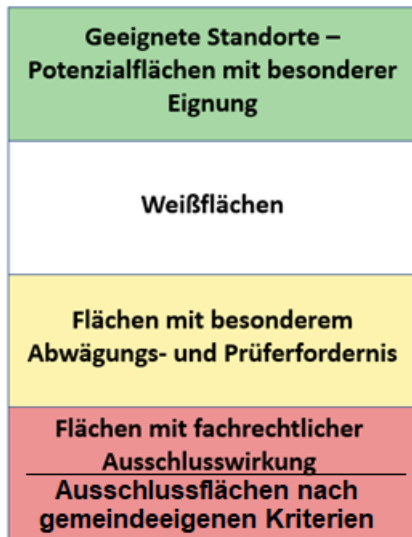 Geeignete Standorte –
Potenzialflächen mit besonderer
Eignung
Weißflächen
Flächen mit besonderem
Abwägungs- und Prüferfordernis
Flächen mit fachrechtlicher
Ausschlusswirkung
Ausschlussflächen nach
gemeindeeigenen Kriterien